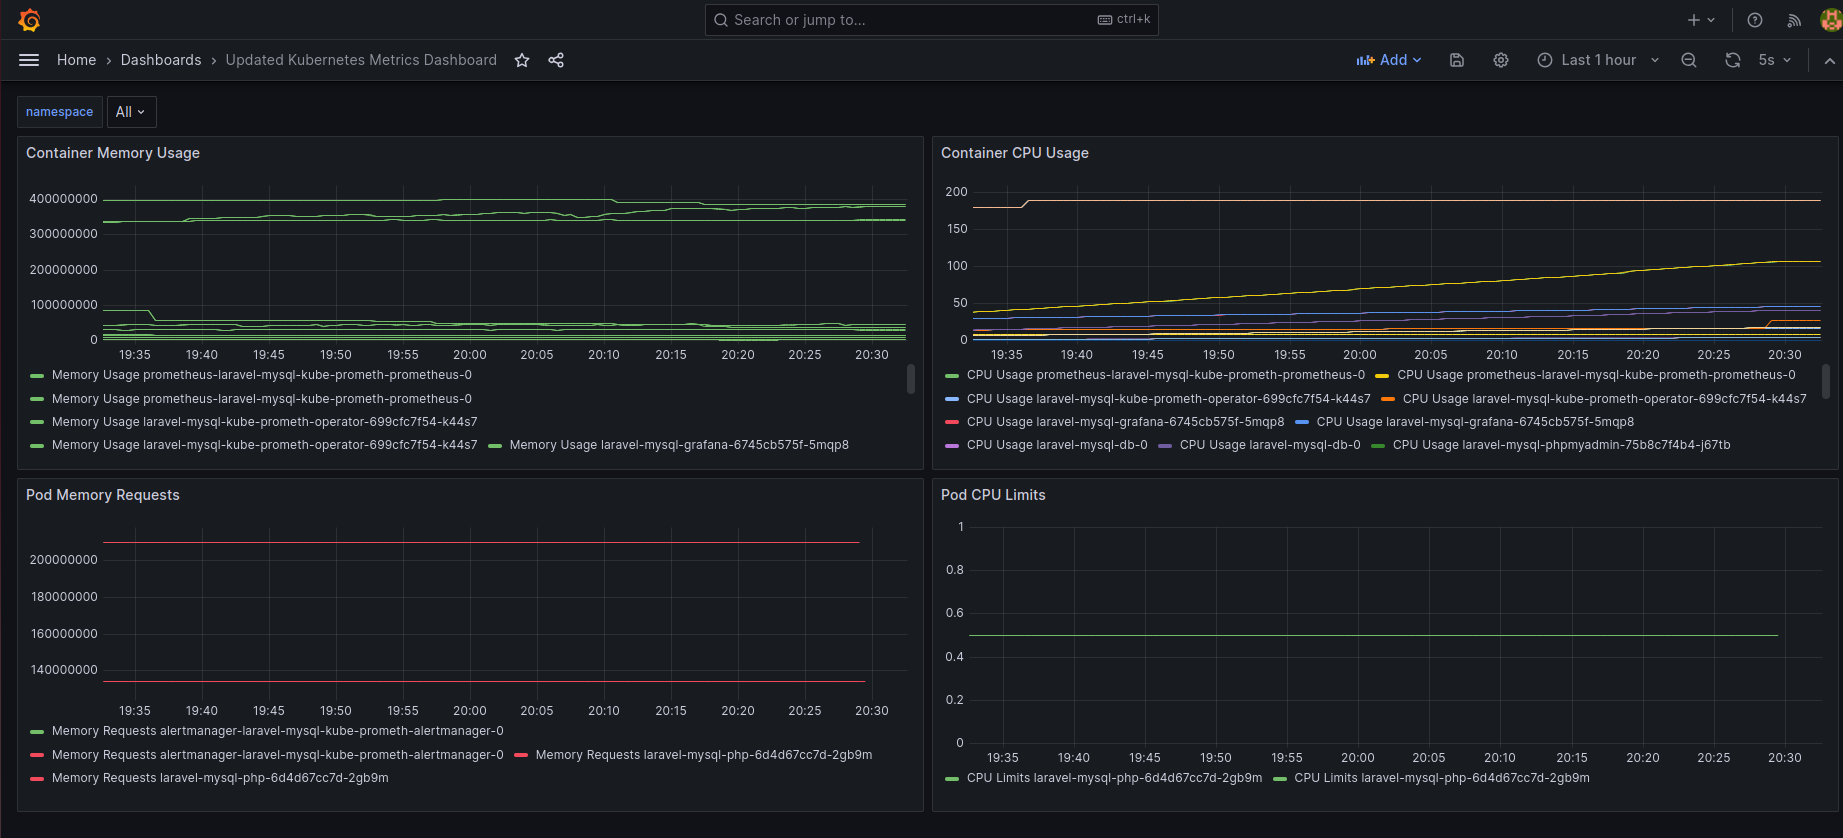 Search or jump to...
ctrl+k
Home › Dashboards › Updated Kubernetes Metrics Dashboard
Add
Last 1 hour
5s
namespace
All
Container Memory Usage
400000000
300000000
200000000
100000000
0
19:35 19:40 19:45 19:50 19:55 20:00 20:05 20:10 20:15 20:20 20:25 20:30
Memory Usage prometheus-laravel-mysql-kube-prometh-prometheus-0
Memory Usage prometheus-laravel-mysql-kube-prometh-prometheus-0
Memory Usage laravel-mysql-kube-prometh-operator-699cfc7f54-k44s7
Memory Usage laravel-mysql-kube-prometh-operator-699cfc7f54-k44s7 Memory Usage laravel-mysql-grafana-6745cb575f-5mqp8
Container CPU Usage
200
150
100
50
0
19:35 19:40 19:45 19:50 19:55 20:00 20:05 20:10 20:15 20:20 20:25 20:30
CPU Usage prometheus-laravel-mysql-kube-prometh-prometheus-0 CPU Usage prometheus-laravel-mysql-kube-prometh-prometheus-0
CPU Usage laravel-mysql-kube-prometh-operator-699cfc7f54-k44s7 CPU Usage laravel-mysql-kube-prometh-operator-699cfc7f54-k44s7
CPU Usage laravel-mysql-grafana-6745cb575f-5mqp8 CPU Usage laravel-mysql-grafana-6745cb575f-5mqp8
CPU Usage laravel-mysql-db-0 CPU Usage laravel-mysql-db-0 CPU Usage laravel-mysql-phpmyadmin-75b8c7f4b4-j67tb
Pod Memory Requests
200000000
180000000
160000000
140000000
19:35 19:40 19:45 19:50 19:55 20:00 20:05 20:10 20:15 20:20 20:25 20:30
Memory Requests alertmanager-laravel-mysql-kube-prometh-alertmanager-0
Memory Requests alertmanager-laravel-mysql-kube-prometh-alertmanager-0 Memory Requests laravel-mysql-php-6d4d67cc7d-2gb9m
Memory Requests laravel-mysql-php-6d4d67cc7d-2gb9m
Pod CPU Limits
1
0.8
0.6
0.4
0.2
0
19:35 19:40 19:45 19:50 19:55 20:00 20:05 20:10 20:15 20:20 20:25 20:30
CPU Limits laravel-mysql-php-6d4d67cc7d-2gb9m CPU Limits laravel-mysql-php-6d4d67cc7d-2gb9m